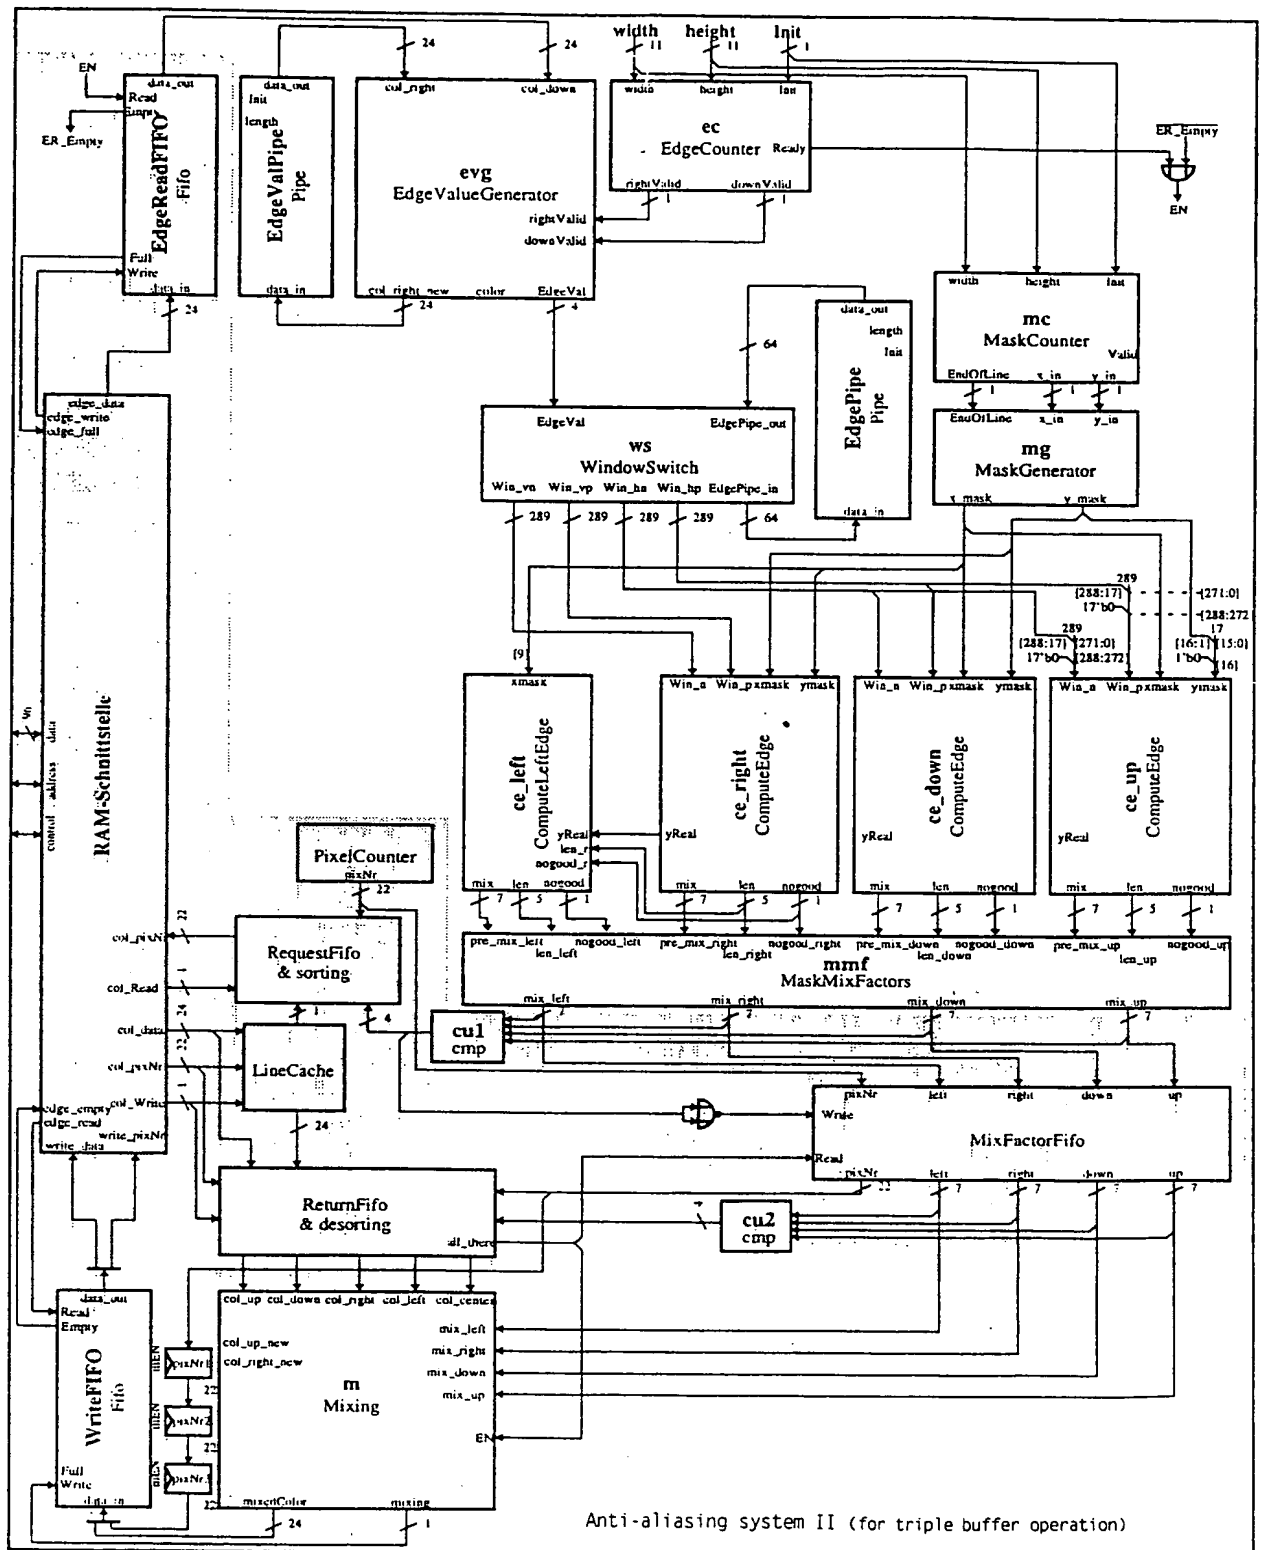 width height Init
11 11 1
24 24
EN
data_out
Read
Empty
ER_Empty
EdgeReadFIFO
Fifo
Full
Write
data_in
24
data_out
Init
length
EdgeValPipe
Pipe
data_in
col_right col_down
evg
EdgeValueGenerator
rightValid
downValid
col_right_new color EdgeVal
24 4
width height Init
ec
EdgeCounter Ready
rightValid downValid
1 1
ER_Empty
EN
width height Init
mc
MaskCounter
Valid
EndOfLine x_in y_in
1 1 1
EndOfLine x_in y_in
mg
MaskGenerator
x_mask y_mask
data_out
length
Init
EdgePipe
Pipe
data_in
64
EdgeVal EdgePipe_out
ws
WindowSwitch
Win_vn Win_vp Win_hn Win_hp EdgePipe_in
289 289 289 289 64
289
[288:17] [271:0]
17'b0 [288:272
289 17
[288:17] [271:0] [16:1] [15:0]
17'b0 [288:272] 1'b0 [16]
[9]
edge_data
edge_write
edge_full
RAM-Schnittstelle
data
address
control
col_pixNr
22
col_Read
1
col_data
24
col_pixNr
22
col_Write
1
edge_empty
edge_read
write_pixNr
write_data
xmask
ce_left
ComputeLeftEdge
yReal
len_r
nogood_r
mix len nogood
7 5 1
Win_n Win_p xmask ymask
ce_right
ComputeEdge
yReal
mix len nogood
7 5 1
Win_n Win_p xmask ymask
ce_down
ComputeEdge
yReal
mix len nogood
7 5 1
Win_n Win_p xmask ymask
ce_up
ComputeEdge
yReal
mix len nogood
7 5 1
PixelCounter
pixNr
22
RequestFifo
& sorting
1 4
LineCache
24
pre_mix_left nogood_left pre_mix_right nogood_right pre_mix_down nogood_down pre_mix_up nogood_up
len_left len_right len_down len_up
mmf
MaskMixFactors
mix_left mix_right mix_down mix_up
7 7 7 7
cu1
cmp
pixNr left right down up
Write
MixFactorFifo
Read
pixNr left right down up
22 7 7 7 7
ReturnFifo
& desorting
all_there
4
cu2
cmp
col_up col_down col_right col_left col_center
mix_left
col_up_new
mix_right
col_right_new
mix_down
m
Mixing
mix_up
EN
mixedColor mixing
24 1
data_out
Read
Empty
WriteFIFO
Fifo
Full
Write
data_in
mEN
pixNr1
22
mEN
pixNr2
22
mEN
pixNr3
22
Anti-aliasing system II (for triple buffer operation)